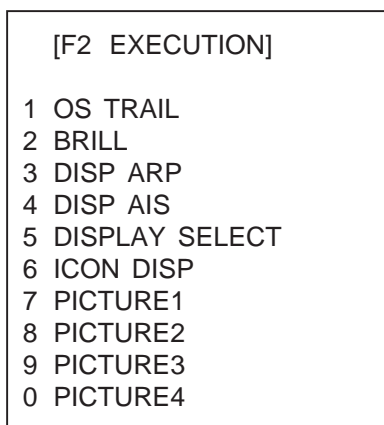 [F2 EXECUTION]
1 OS TRAIL
2 BRILL
3 DISP ARP
4 DISP AIS
5 DISPLAY SELECT
6 ICON DISP
7 PICTURE1
8 PICTURE2
9 PICTURE3
0 PICTURE4